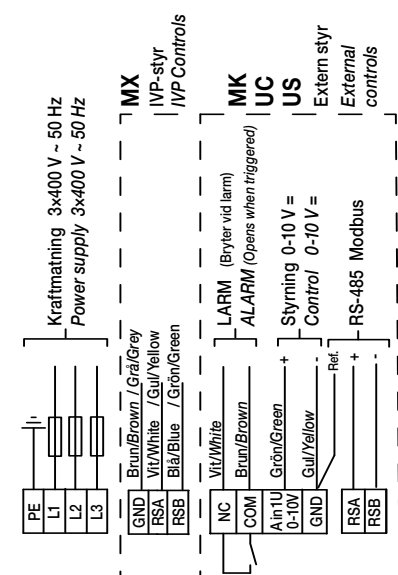 PE
L1
L2
L3
Kraftmatning 3x400 V ~ 50 Hz
Power supply 3x400 V ~ 50 Hz
GND
RSA
RSB
Brun/Brown / Grå/Grey
Vit/White / Gul/Yellow
Blå/Blue / Grön/Green
MX
IVP-styr
IVP Controls
NC
COM
Ain1U
0-10V
GND
RSA
RSB
Vit/White
Brun/Brown
Grön/Green
Gul/Yellow
+
-
Ref.
+
-
LARM (Bryter vid larm)
ALARM (Opens when triggered)
Styrning 0-10 V =
Control 0-10 V =
RS-485 Modbus
MK
UC
US
Extern styr
External
controls